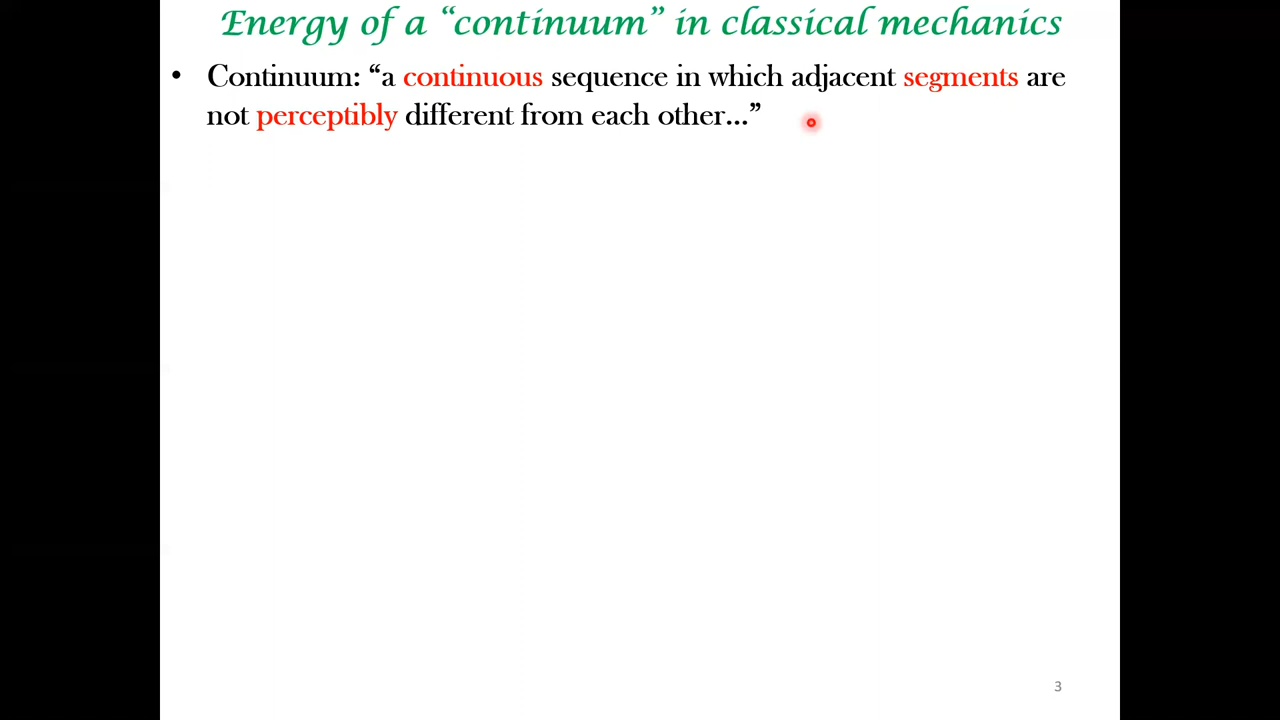 Energy of a “continuum” in classical mechanics
• Continuum: “a continuous sequence in which adjacent segments are
not perceptibly different from each other...”
3